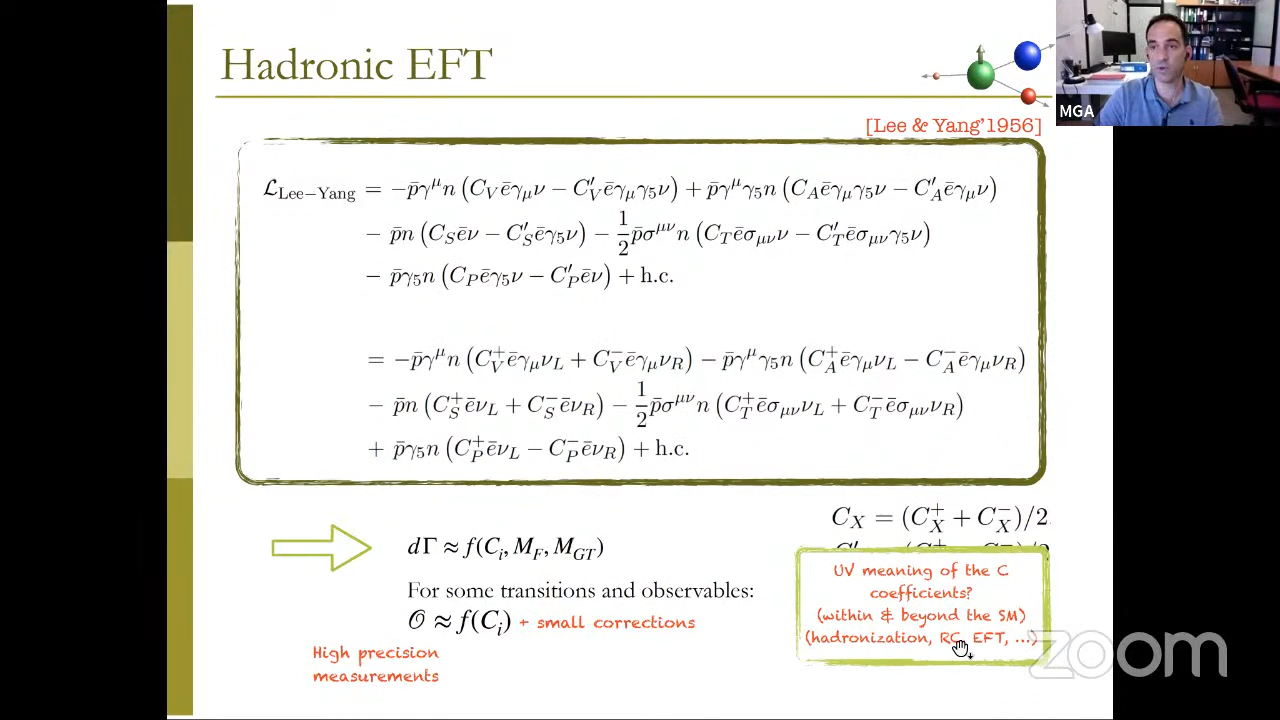 Hadronic EFT
MGA
[Lee & Yang'1956]
ℒ_Lee−Yang = −p̄γ^μ n (C_V ēγ_μ ν − C′_V ēγ_μ γ_5 ν) + p̄γ^μ γ_5 n (C_A ēγ_μ γ_5 ν − C′_A ēγ_μ ν)
− p̄n (C_S ēν − C′_S ēγ_5 ν) − 1/2 p̄σ^μν n (C_T ēσ_μν ν − C′_T ēσ_μν γ_5 ν)
− p̄γ_5 n (C_P ēγ_5 ν − C′_P ēν) + h.c.
= −p̄γ^μ n (C_V^+ ēγ_μ ν_L + C_V^− ēγ_μ ν_R) − p̄γ^μ γ_5 n (C_A^+ ēγ_μ ν_L − C_A^− ēγ_μ ν_R)
− p̄n (C_S^+ ēν_L + C_S^− ēν_R) − 1/2 p̄σ^μν n (C_T^+ ēσ_μν ν_L + C_T^− ēσ_μν ν_R)
+ p̄γ_5 n (C_P^+ ēν_L − C_P^− ēν_R) + h.c.
C_X = (C_X^+ + C_X^−)/2
dΓ ≈ f(C_i, M_F, M_GT)
For some transitions and observables:
𝒪 ≈ f(C_i) + small corrections
High precision
measurements
UV meaning of the C
coefficients?
(within & beyond the SM)
(hadronization, RC, EFT, ...)
zoom